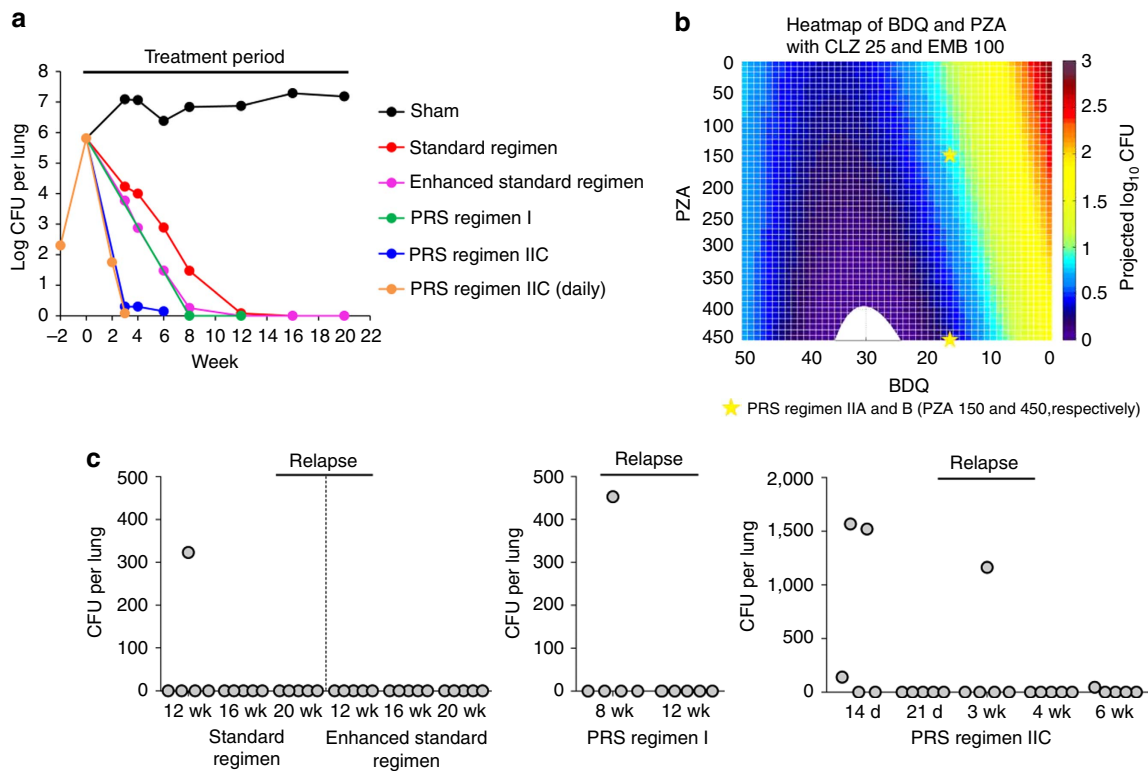 a
Treatment period
8
7
6
5
4
3
2
1
0
Log CFU per lung
–2 0 2 4 6 8 10 12 14 16 18 20 22
Week
Sham
Standard regimen
Enhanced standard regimen
PRS regimen I
PRS regimen IIC
PRS regimen IIC (daily)
b
Heatmap of BDQ and PZA
with CLZ 25 and EMB 100
0
50
100
150
200
250
300
350
400
450
PZA
50 40 30 20 10 0
BDQ
3
2.5
2
1.5
1
0.5
0
Projected log10 CFU
PRS regimen IIA and B (PZA 150 and 450,respectively)
c
Relapse
500
400
300
200
100
0
CFU per lung
12 wk 16 wk 20 wk 12 wk 16 wk 20 wk
Standard
regimen
Enhanced standard
regimen
Relapse
500
400
300
200
100
0
CFU per lung
8 wk 12 wk
PRS regimen I
Relapse
2,000
1,500
1,000
500
0
CFU per lung
14 d 21 d 3 wk 4 wk 6 wk
PRS regimen IIC